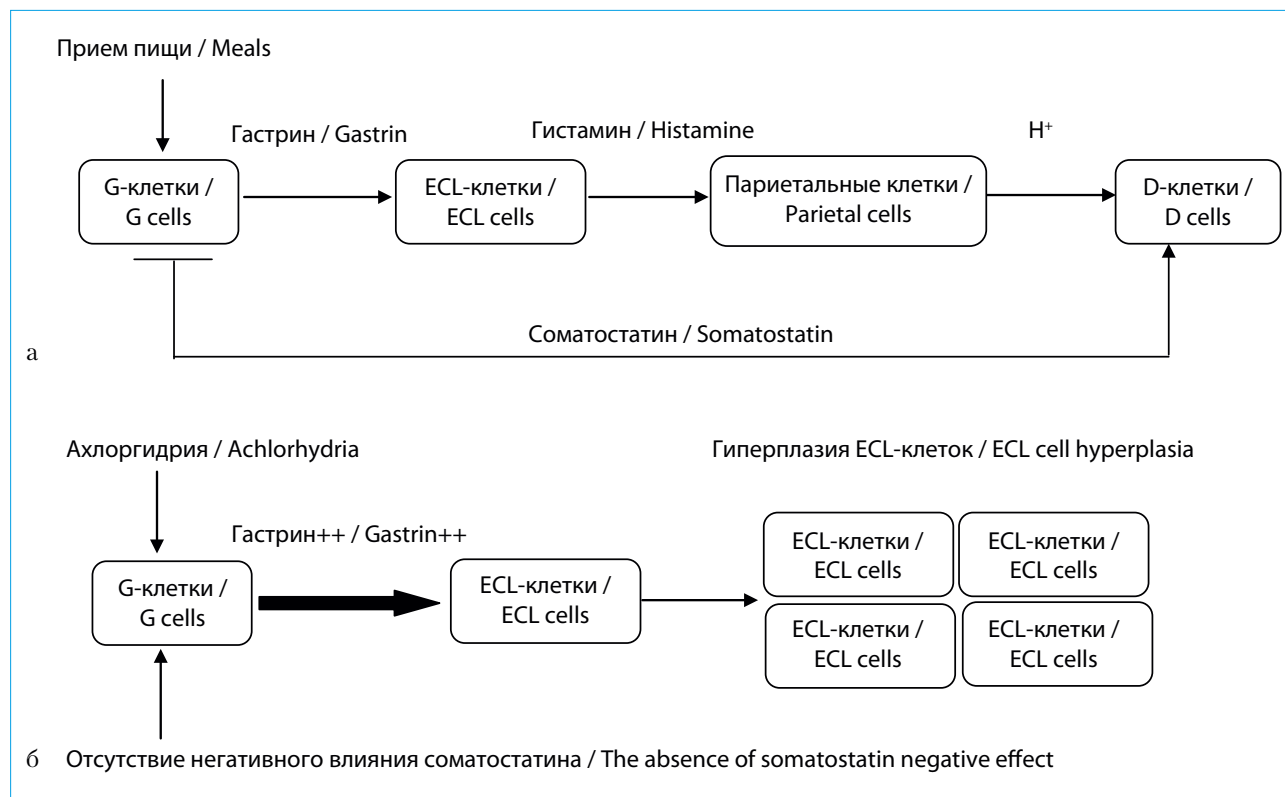 Прием пищи / Meals
Гастрин / Gastrin
Гистамин / Histamine
H⁺
G-клетки /
G cells
ECL-клетки /
ECL cells
Париетальные клетки /
Parietal cells
D-клетки /
D cells
Соматостатин / Somatostatin
а
Ахлоргидрия / Achlorhydria
Гиперплазия ECL-клеток / ECL cell hyperplasia
Гастрин++ / Gastrin++
G-клетки /
G cells
ECL-клетки /
ECL cells
ECL-клетки /
ECL cells
ECL-клетки /
ECL cells
ECL-клетки /
ECL cells
ECL-клетки /
ECL cells
б Отсутствие негативного влияния соматостатина / The absence of somatostatin negative effect